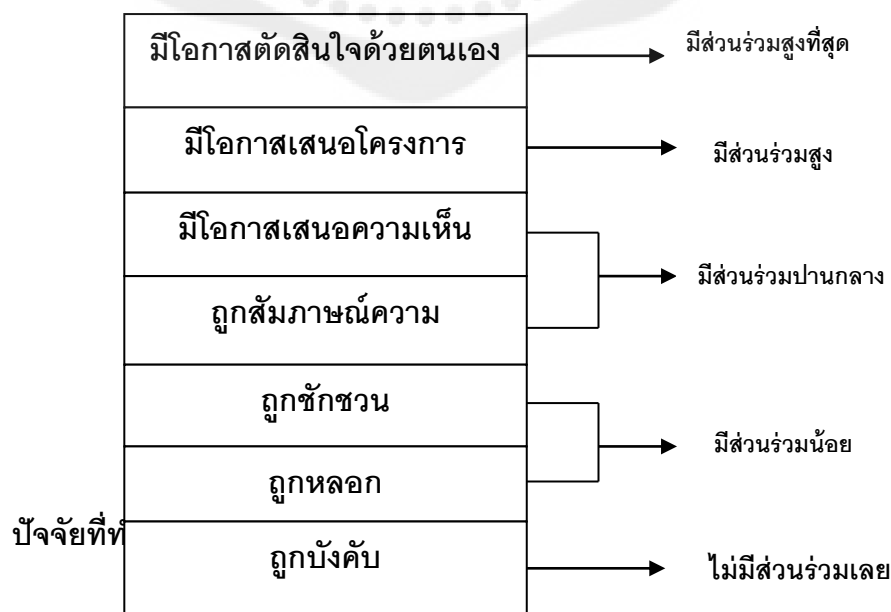 มีโอกาสตัดสินใจด้วยตนเอง
มีส่วนร่วมสูงที่สุด
มีโอกาสเสนอโครงการ
มีส่วนร่วมสูง
มีโอกาสเสนอความเห็น
มีส่วนร่วมปานกลาง
ถูกสัมภาษณ์ความ
ถูกชักชวน
มีส่วนร่วมน้อย
ถูกหลอก
ปัจจัยที่
ถูกบังคับ
ไม่มีส่วนร่วมเลย